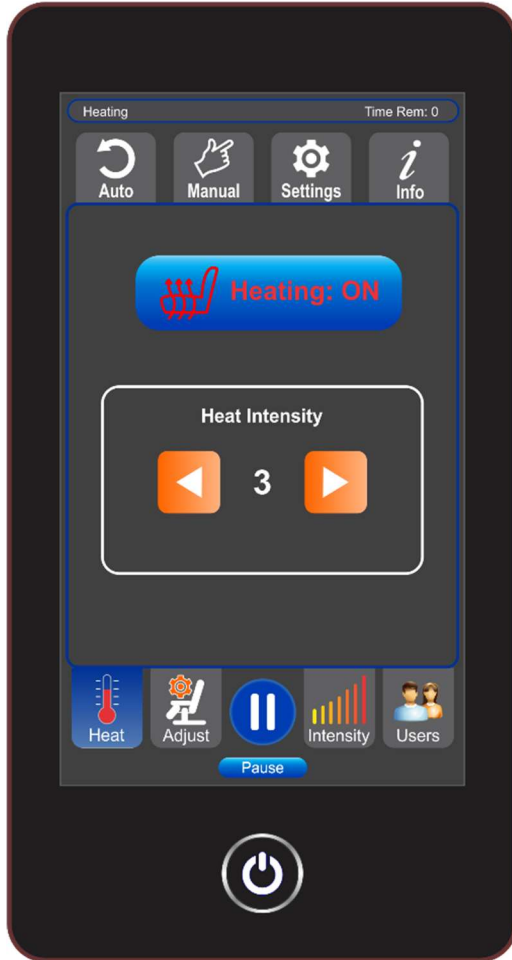 Heating Time Rem: 0
Auto Manual Settings Info
Heating: ON
Heat Intensity
3
Heat Adjust Intensity Users
Pause